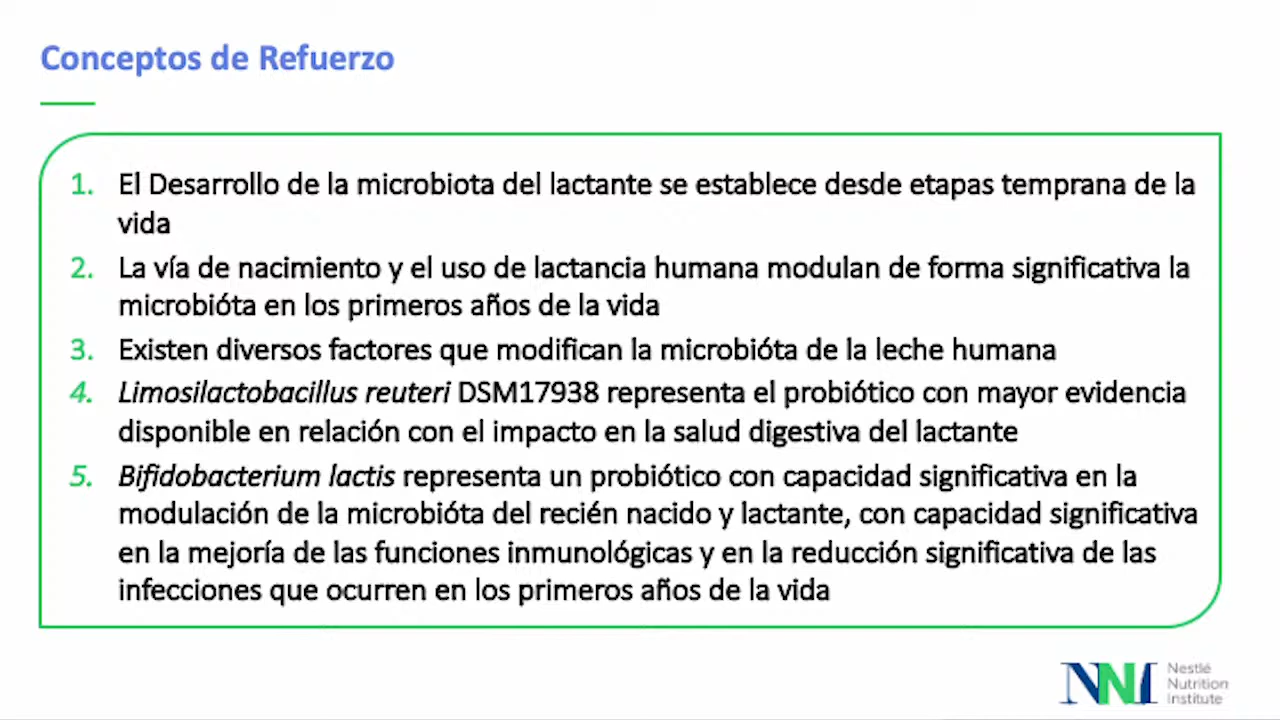 Conceptos de Refuerzo
1. El Desarrollo de la microbiota del lactante se establece desde etapas temprana de la
vida
2. La vía de nacimiento y el uso de lactancia humana modulan de forma significativa la
microbióta en los primeros años de la vida
3. Existen diversos factores que modifican la microbióta de la leche humana
4. Limosilactobacillus reuteri DSM17938 representa el probiótico con mayor evidencia
disponible en relación con el impacto en la salud digestiva del lactante
5. Bifidobacterium lactis representa un probiótico con capacidad significativa en la
modulación de la microbióta del recién nacido y lactante, con capacidad significativa
en la mejoría de las funciones inmunológicas y en la reducción significativa de las
infecciones que ocurren en los primeros años de la vida
NNI
Nestlé
Nutrition
Institute